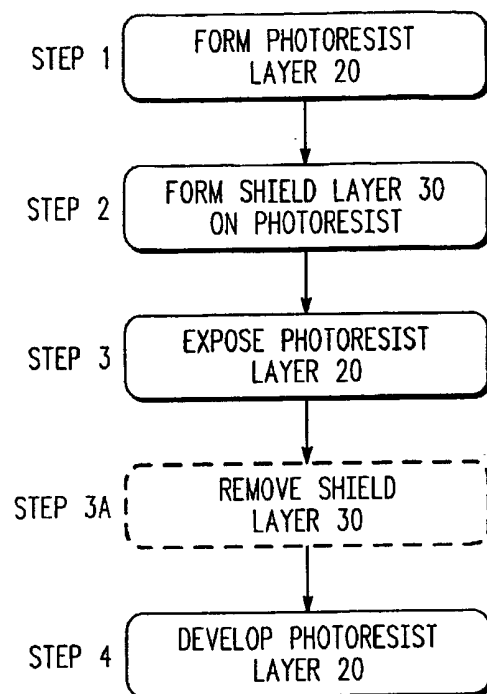 STEP 1
FORM PHOTORESIST
LAYER 20
STEP 2
FORM SHIELD LAYER 30
ON PHOTORESIST
STEP 3
EXPOSE PHOTORESIST
LAYER 20
STEP 3A
REMOVE SHIELD
LAYER 30
STEP 4
DEVELOP PHOTORESIST
LAYER 20